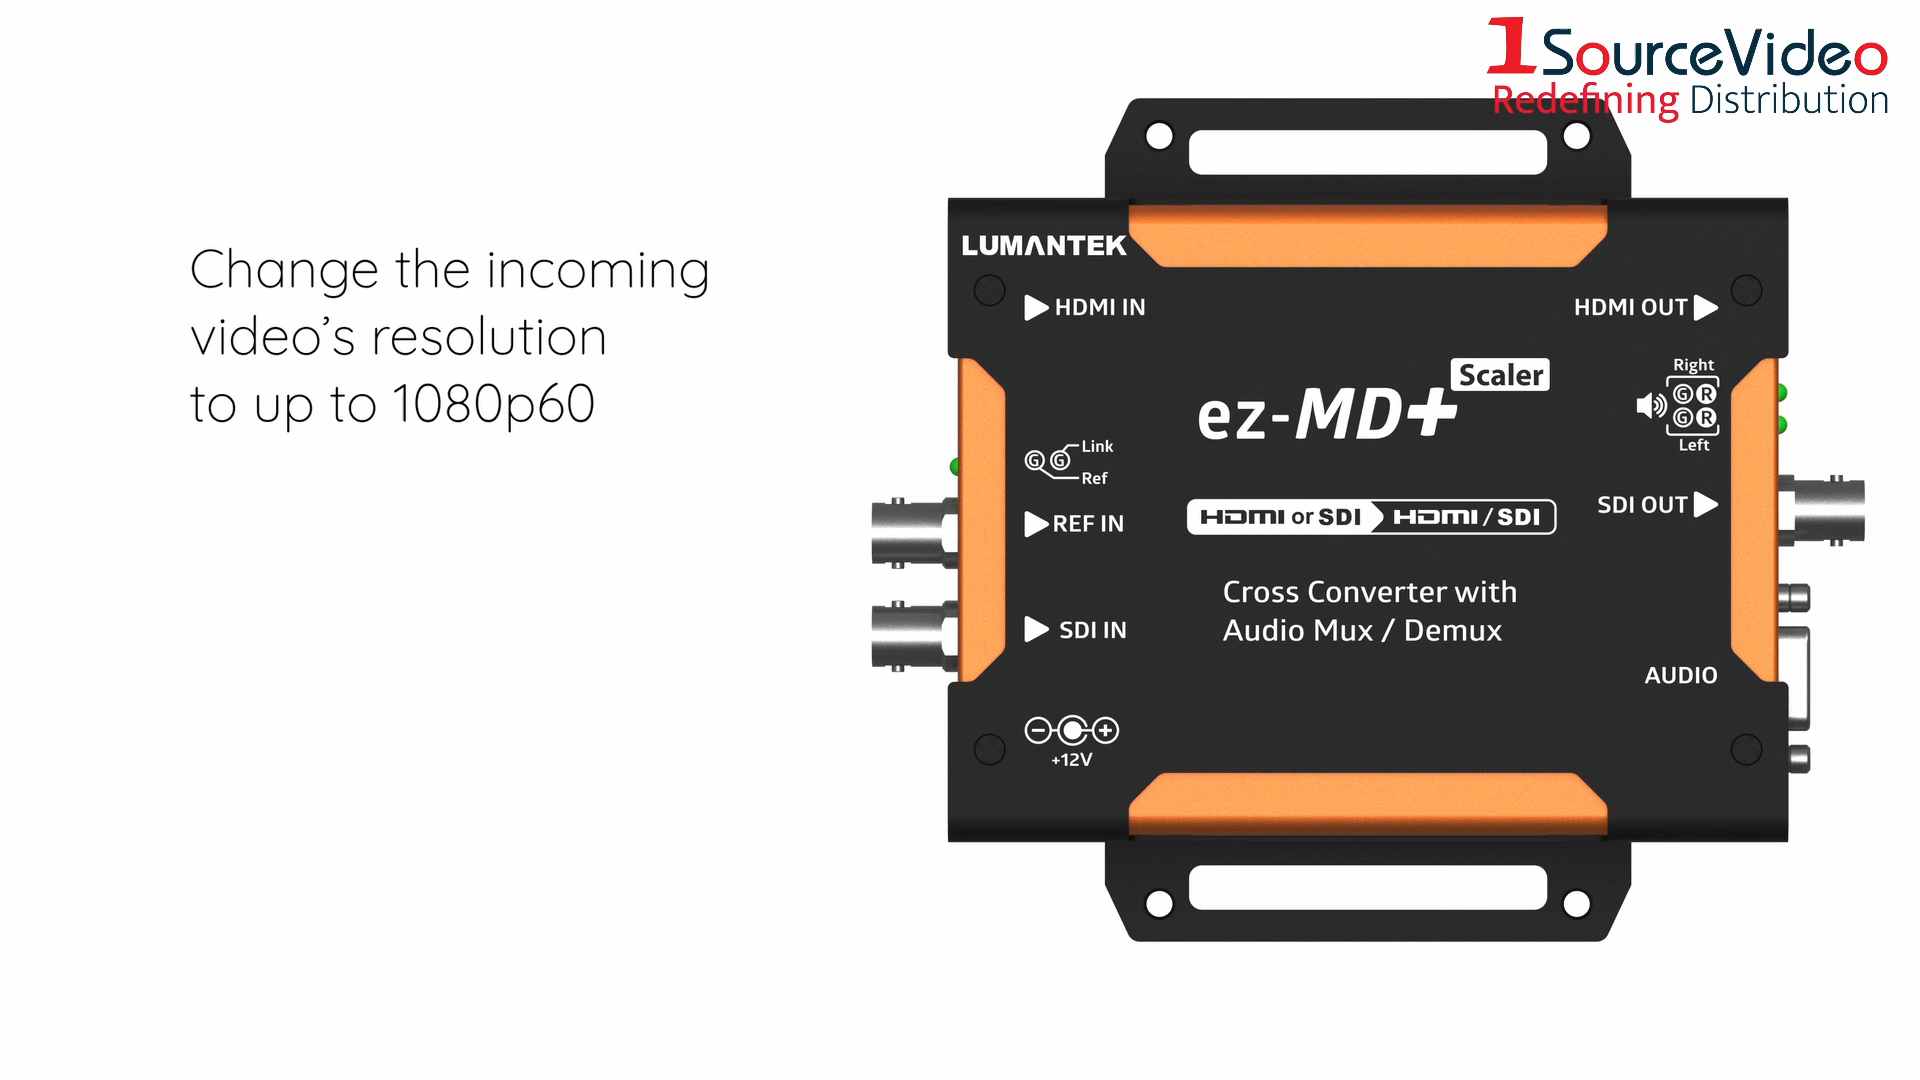 1SourceVideo
Redefining Distribution
Change the incoming
video’s resolution
to up to 1080p60
LUMANTEK
HDMI IN
HDMI OUT
Scaler
ez-MD+
Right
G R
G R
Left
G G
Link
Ref
REF IN
HDMI or SDI HDMI / SDI
SDI OUT
Cross Converter with
Audio Mux / Demux
SDI IN
AUDIO
+12V